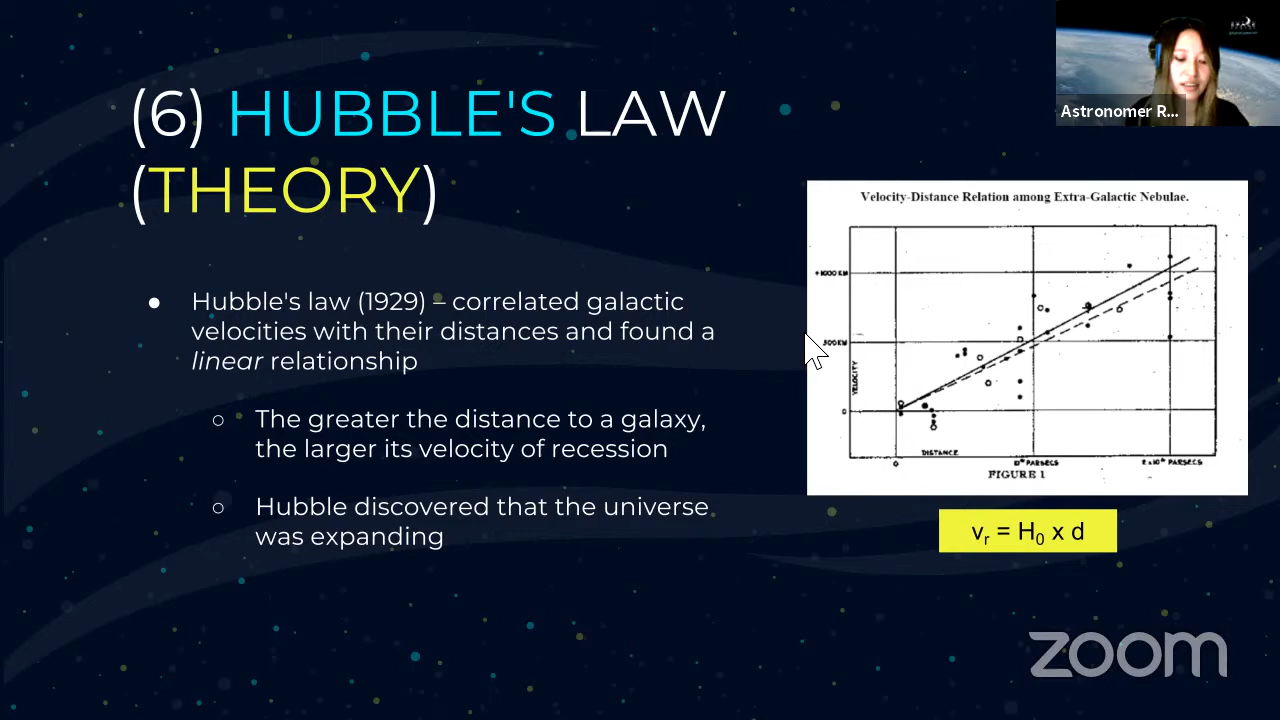 (6) HUBBLE'S LAW
(THEORY)
Astronomer R...
● Hubble's law (1929) – correlated galactic
velocities with their distances and found a
linear relationship
○ The greater the distance to a galaxy,
the larger its velocity of recession
○ Hubble discovered that the universe
was expanding
Velocity-Distance Relation among Extra-Galactic Nebulae.
+1000 KM
500 KM
0
VELOCITY
DISTANCE
0
10⁶ PARSECS
2 x 10⁶ PARSECS
FIGURE 1
vᵣ = H₀ x d
zoom